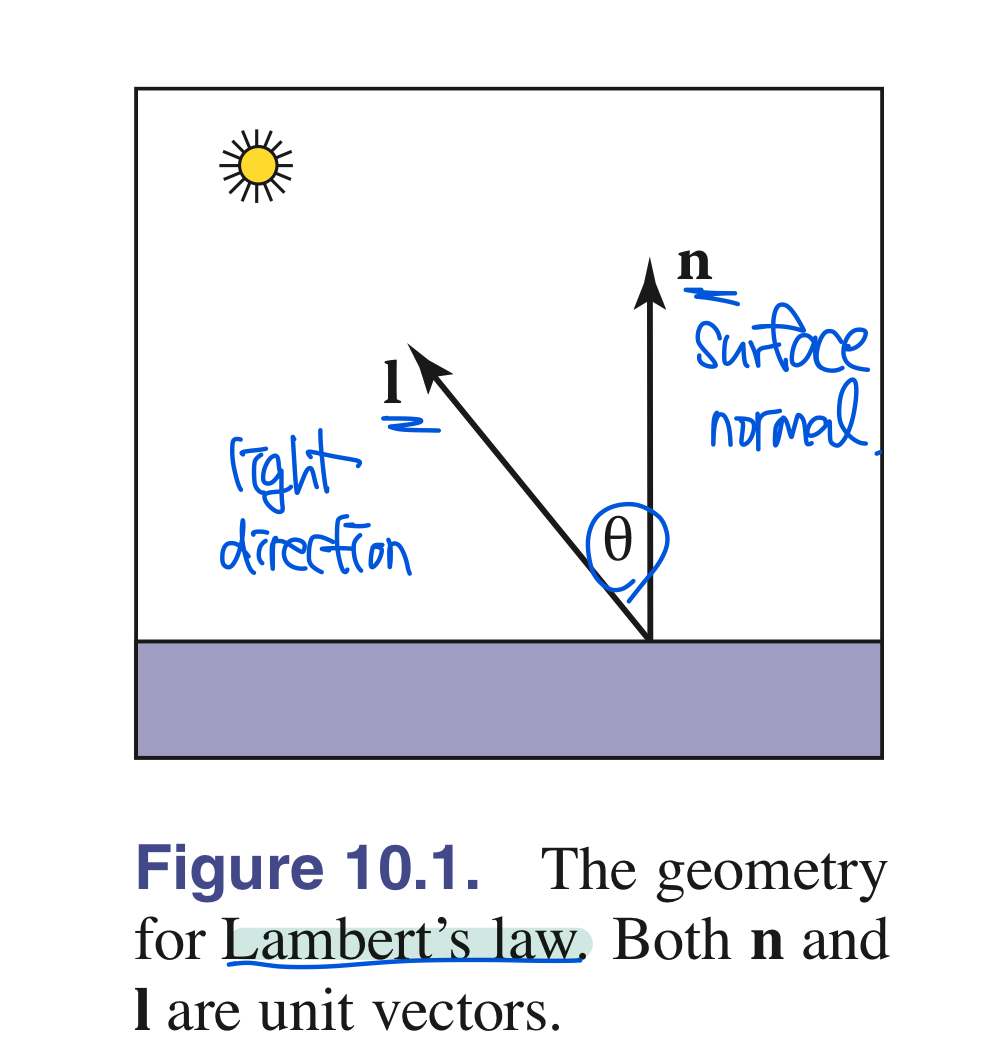 n
surface
normal.
l
light
direction
θ
Figure 10.1. The geometry
for Lambert's law. Both n and
l are unit vectors.